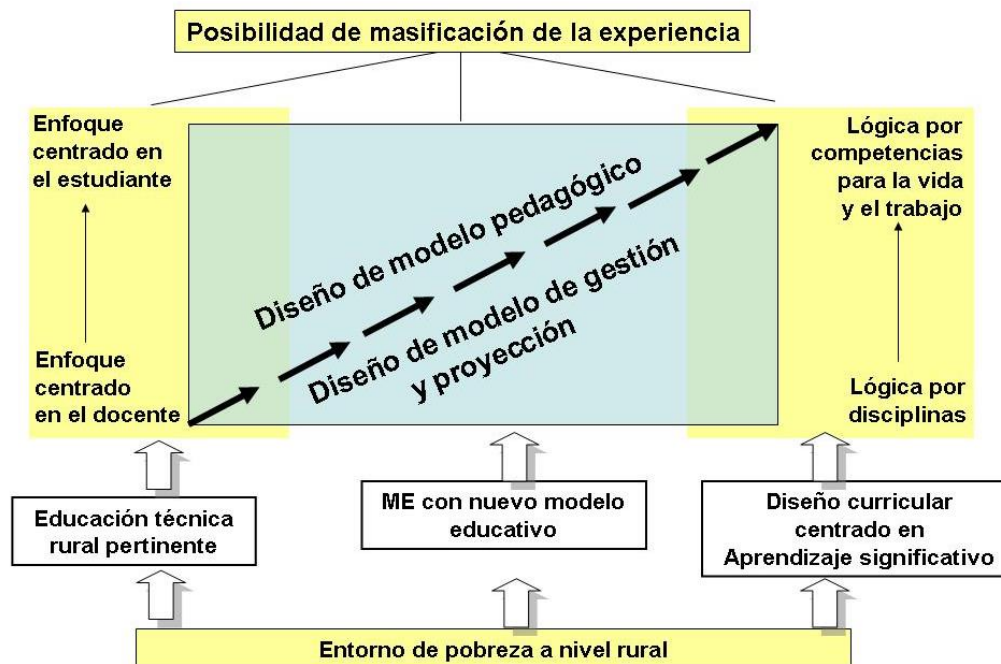 Posibilidad de masificación de la experiencia
Enfoque
centrado en
el estudiante
Lógica por
competencias
para la vida
y el trabajo
Diseño de modelo pedagógico
Diseño de modelo de gestión
y proyección
Enfoque
centrado
en el docente
Lógica por
disciplinas
Educación técnica
rural pertinente
ME con nuevo modelo
educativo
Diseño curricular
centrado en
Aprendizaje significativo
Entorno de pobreza a nivel rural